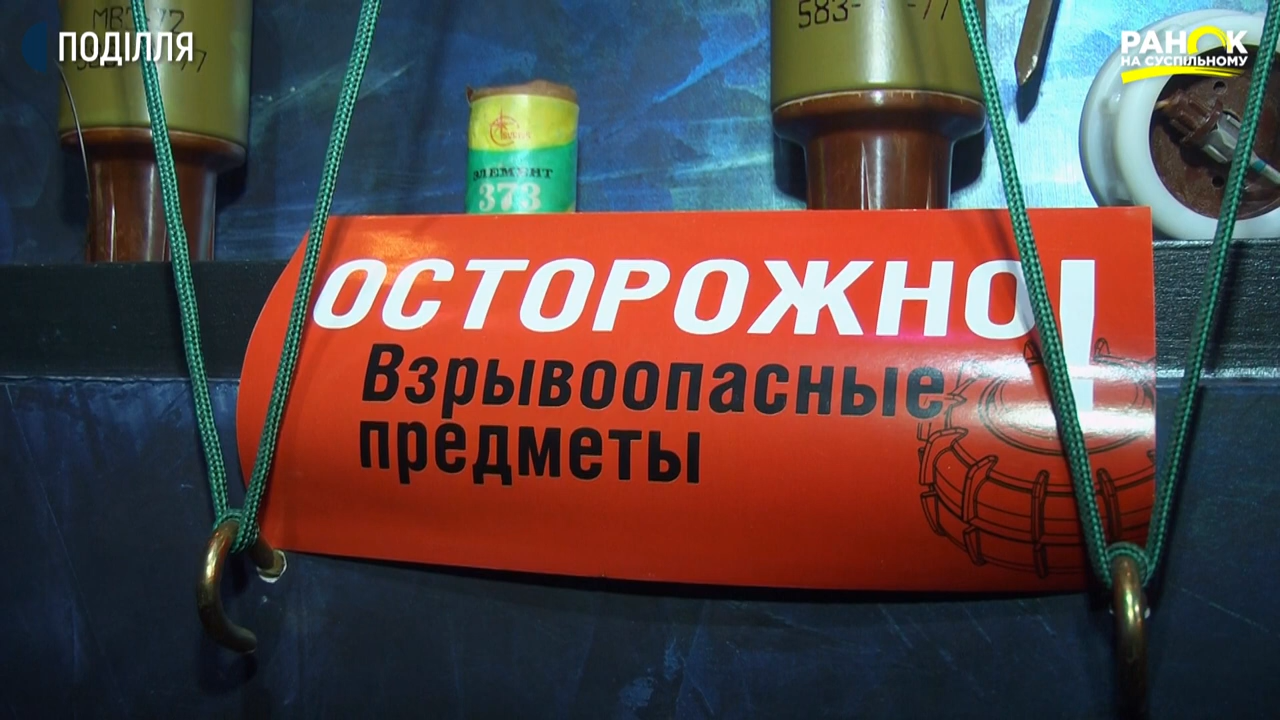 ПОДІЛЛЯ
РАНОК
НА СУСПІЛЬНОМУ
ЭЛЕМЕНТ
373
ОСТОРОЖНО!
Взрывоопасные
предметы